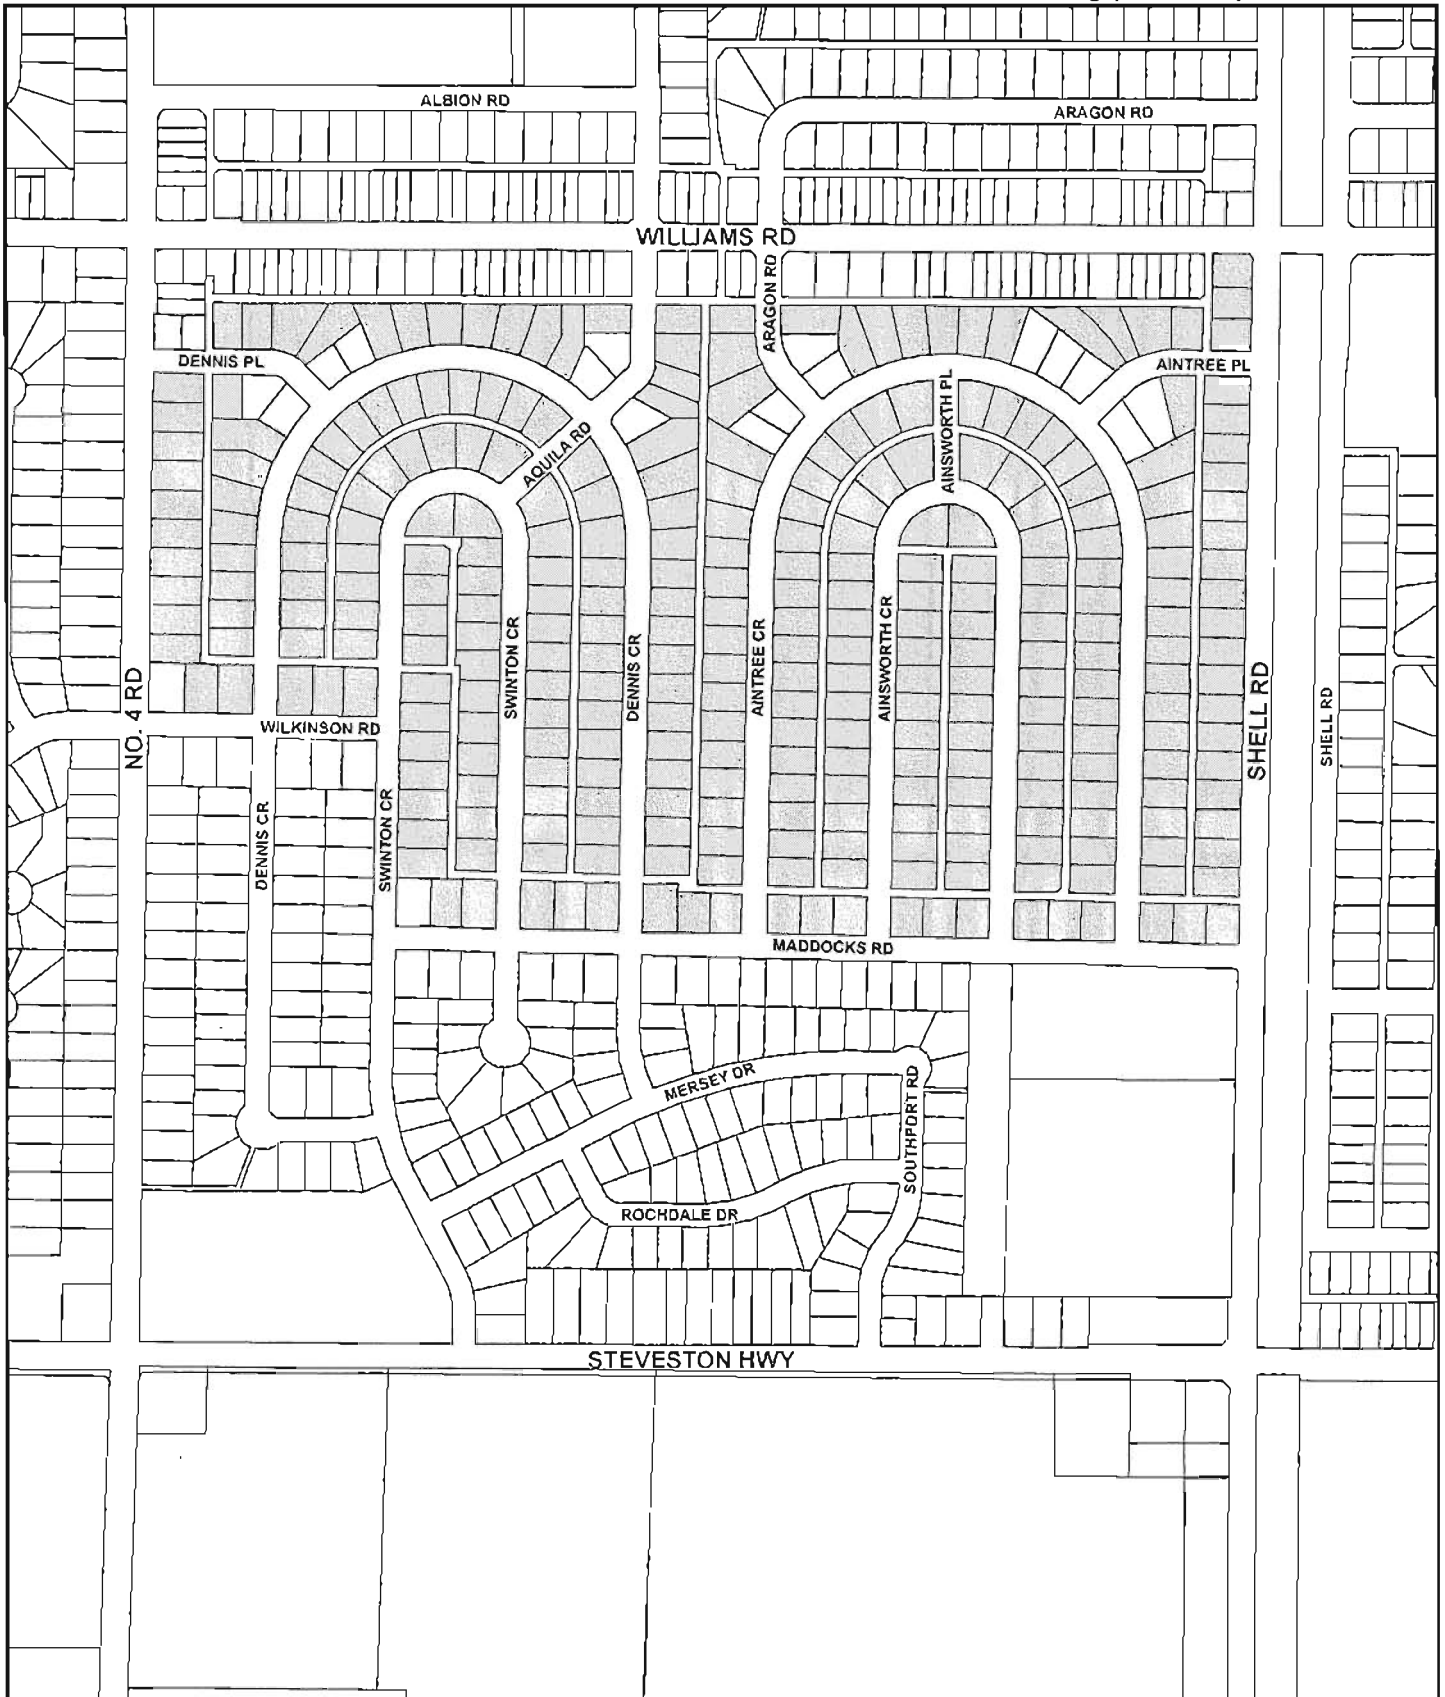 ALBION RD
ARAGON RD
WILLIAMS RD
ARAGON RD
DENNIS PL
AINTREE PL
AINSWORTH PL
AQUILA RD
SWINTON CR
DENNIS CR
AINTREE CR
AINSWORTH CR
NO. 4 RD
SHELL RD
SHELL RD
WILKINSON RD
DENNIS CR
SWINTON CR
MADDOCKS RD
MERSEY DR
SOUTHPORT RD
ROCHDALE DR
STEVESTON HWY